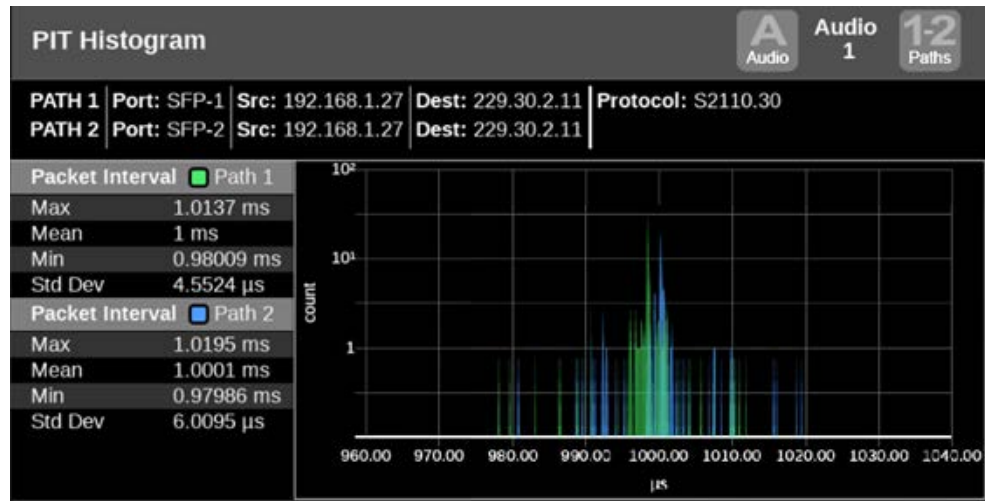 PIT Histogram
A
Audio
Audio
1
1-2
Paths
PATH 1 Port: SFP-1 Src: 192.168.1.27 Dest: 229.30.2.11 Protocol: S2110.30
PATH 2 Port: SFP-2 Src: 192.168.1.27 Dest: 229.30.2.11
Packet Interval Path 1
Max 1.0137 ms
Mean 1 ms
Min 0.98009 ms
Std Dev 4.5524 µs
Packet Interval Path 2
Max 1.0195 ms
Mean 1.0001 ms
Min 0.97986 ms
Std Dev 6.0095 µs
10²
10¹
1
count
960.00 970.00 980.00 990.00 1000.00 1010.00 1020.00 1030.00 1040.00
µs